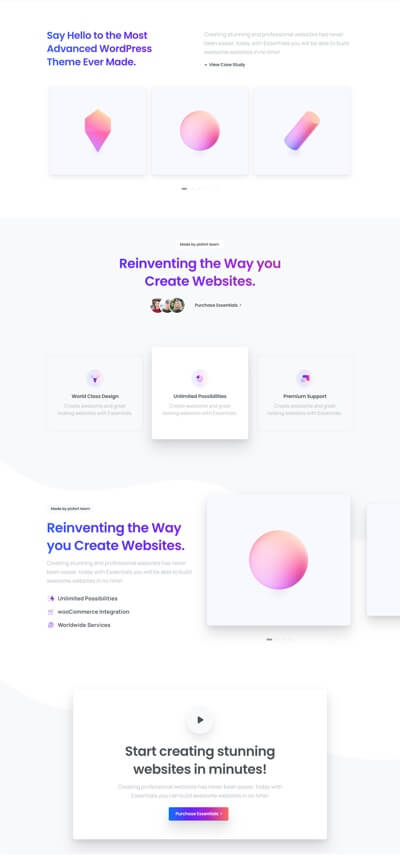 Say Hello to the Most
Advanced WordPress
Theme Ever Made.
Creating stunning and professional websites has never
been easier. today with Essentials you will be able to build
awesome websites in no time!
+ View Case Study
Made by pixfort team
Reinventing the Way you
Create Websites.
Purchase Essentials ›
World Class Design
Create awesome and great
looking websites with Essentials.
Unlimited Possibilities
Create awesome and great
looking websites with Essentials.
Premium Support
Create awesome and great
looking websites with Essentials.
Made by pixfort team
Reinventing the Way
you Create Websites.
Creating stunning and professional websites has never
been easier. today with Essentials you will be able to build
awesome websites in no time!
Unlimited Possibilities
wooCommerce Integration
Worldwide Services
Start creating stunning
websites in minutes!
Creating professional websites has never been easier. today with
Essentials you can build awesome websites in no time!
Purchase Essentials ›